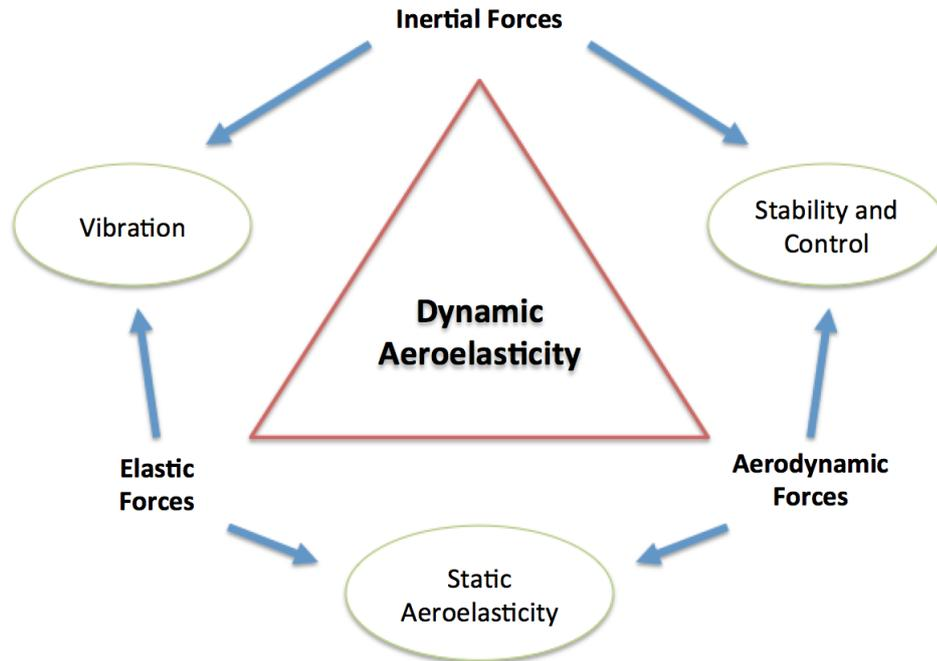 Inertial Forces
Vibration
Stability and
Control
Dynamic
Aeroelasticity
Elastic
Forces
Aerodynamic
Forces
Static
Aeroelasticity